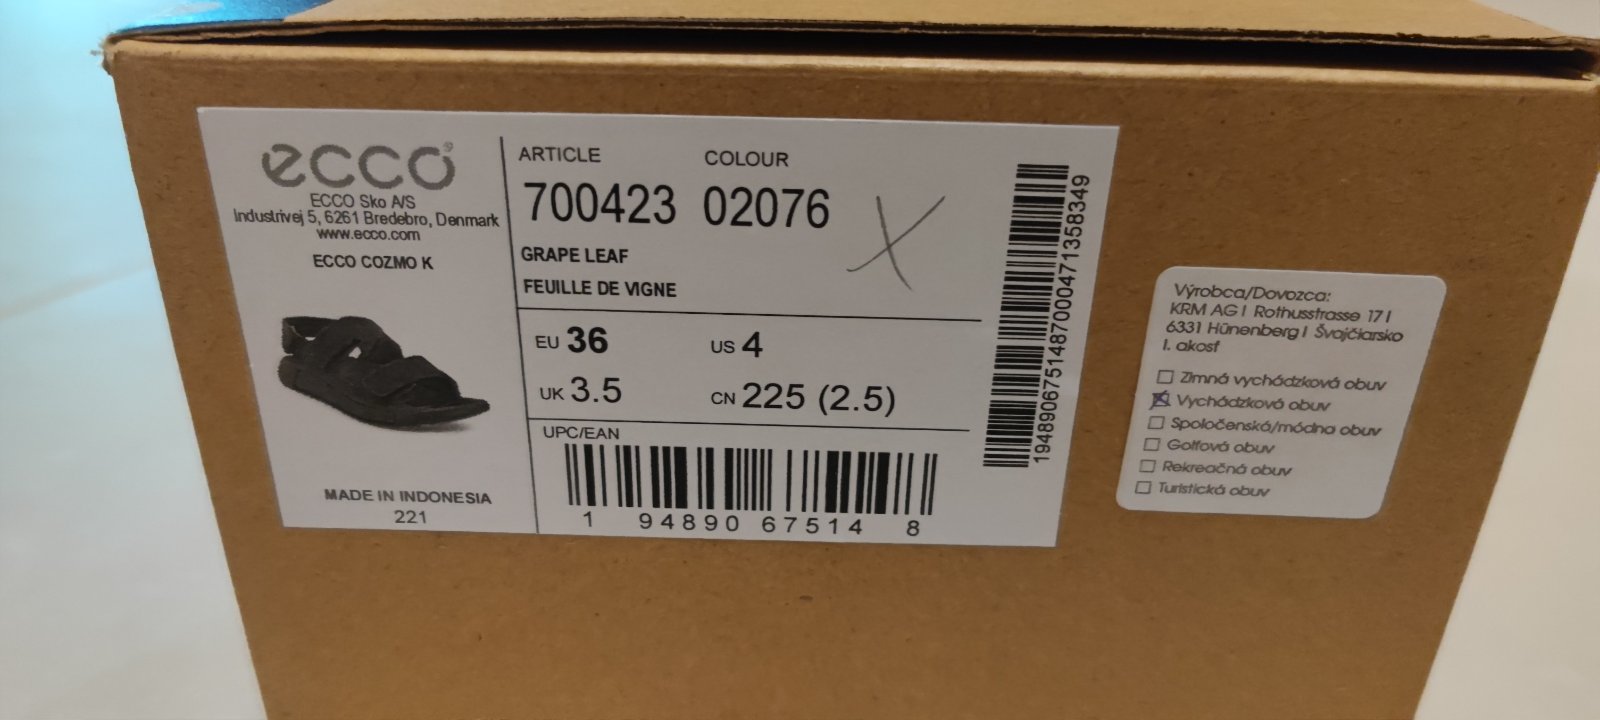 ecco
ECCO Sko A/S
Industrivej 5, 6261 Bredebro, Denmark
www.ecco.com
ECCO COZMO K
MADE IN INDONESIA
221
ARTICLE COLOUR
700423 02076
GRAPE LEAF
FEUILLE DE VIGNE
EU 36 US 4
UK 3.5 CN 225 (2.5)
UPC/EAN
1 94890 67514 8
19489067514870004713 58349
Výrobca/Dovozca:
KRM AG I Rothusstrasse 17 I
6331 Hünenberg I Švajčiarsko
I. akosť
Zimná vychádzková obuv
Vychádzková obuv
Spoločenská/módna obuv
Golfová obuv
Rekreačná obuv
Turistická obuv